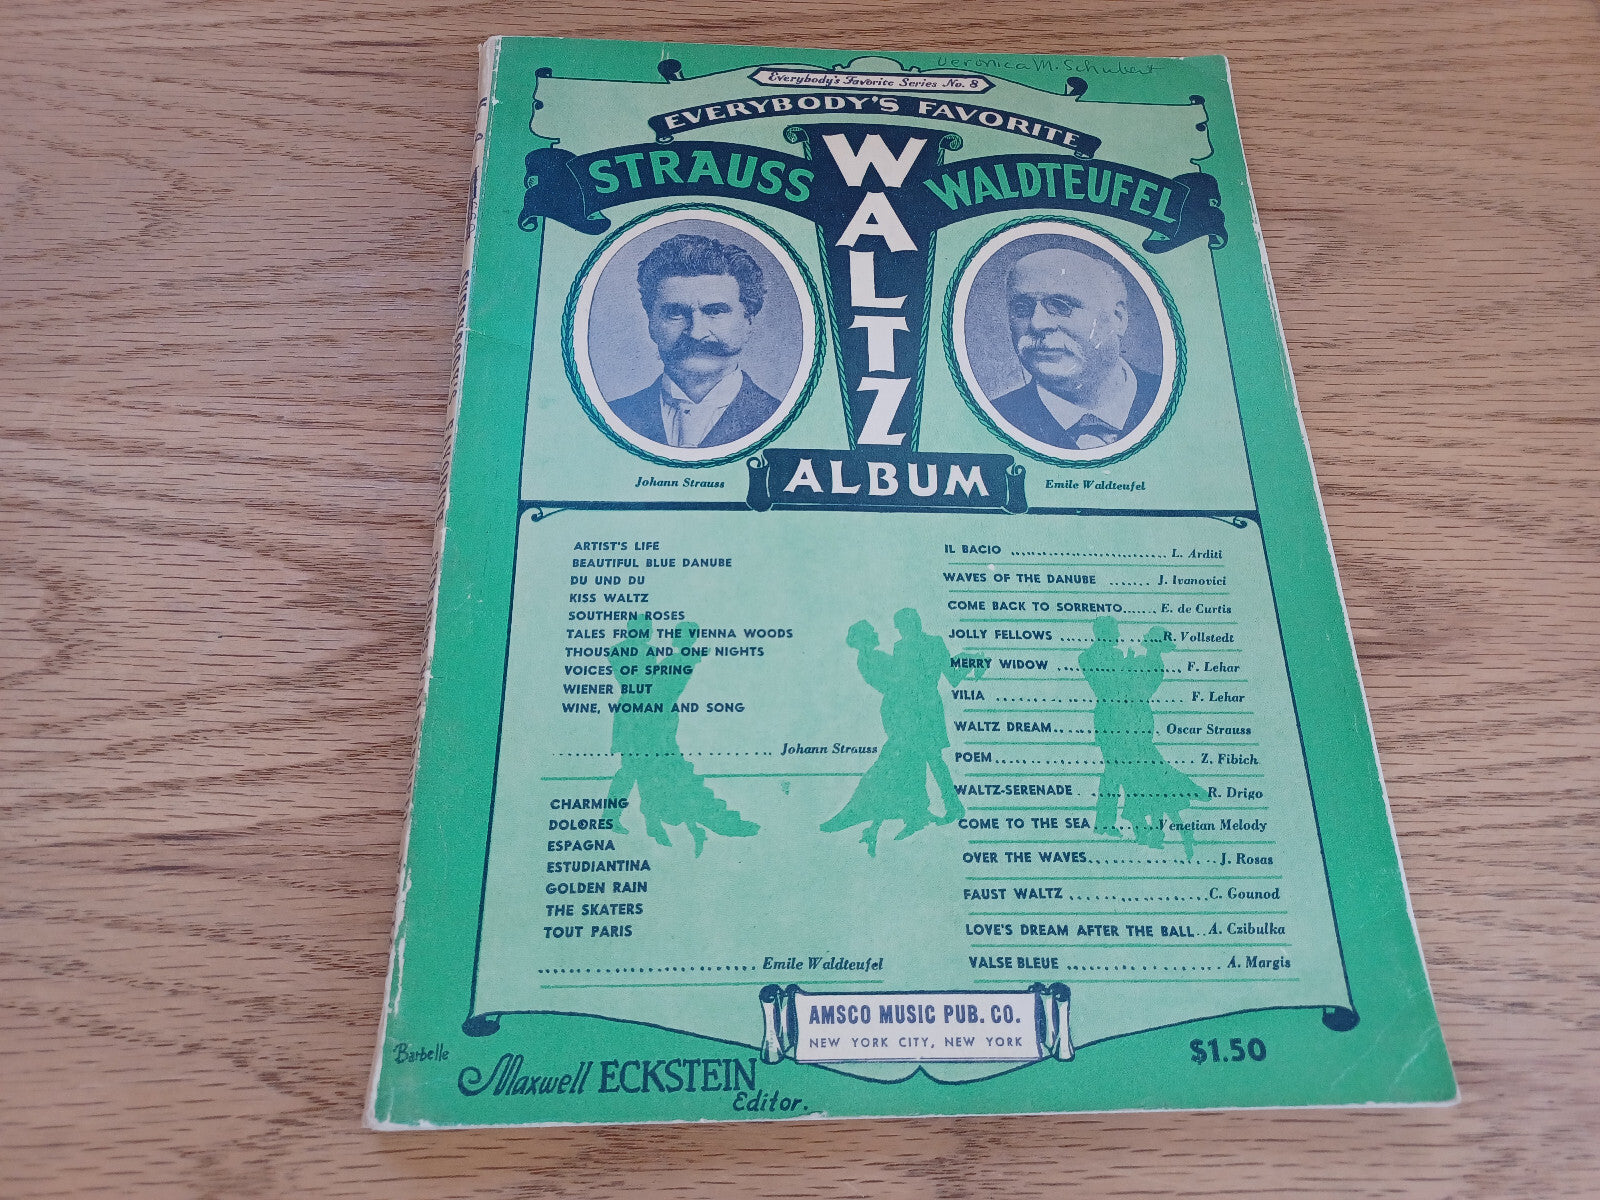 Veronica M. Schubert
Everybody's Favorite Series No. 8
EVERYBODY'S FAVORITE
STRAUSS
WALTZ
WALDTEUFEL
ALBUM
Johann Strauss
Emile Waldteufel
ARTIST'S LIFE
BEAUTIFUL BLUE DANUBE
DU UND DU
KISS WALTZ
SOUTHERN ROSES
TALES FROM THE VIENNA WOODS
THOUSAND AND ONE NIGHTS
VOICES OF SPRING
WIENER BLUT
WINE, WOMAN AND SONG
Johann Strauss
CHARMING
DOLORES
ESPAGNA
ESTUDIANTINA
GOLDEN RAIN
THE SKATERS
TOUT PARIS
Emile Waldteufel
IL BACIO L. Arditi
WAVES OF THE DANUBE J. Ivanovici
COME BACK TO SORRENTO E. de Curtis
JOLLY FELLOWS R. Vollstedt
MERRY WIDOW F. Lehar
VILIA F. Lehar
WALTZ DREAM Oscar Strauss
POEM Z. Fibich
WALTZ-SERENADE R. Drigo
COME TO THE SEA Venetian Melody
OVER THE WAVES J. Rosas
FAUST WALTZ C. Gounod
LOVE'S DREAM AFTER THE BALL A. Czibulka
VALSE BLEUE A. Margis
AMSCO MUSIC PUB. CO.
NEW YORK CITY, NEW YORK
$1.50
Barbelle
Maxwell ECKSTEIN
Editor.